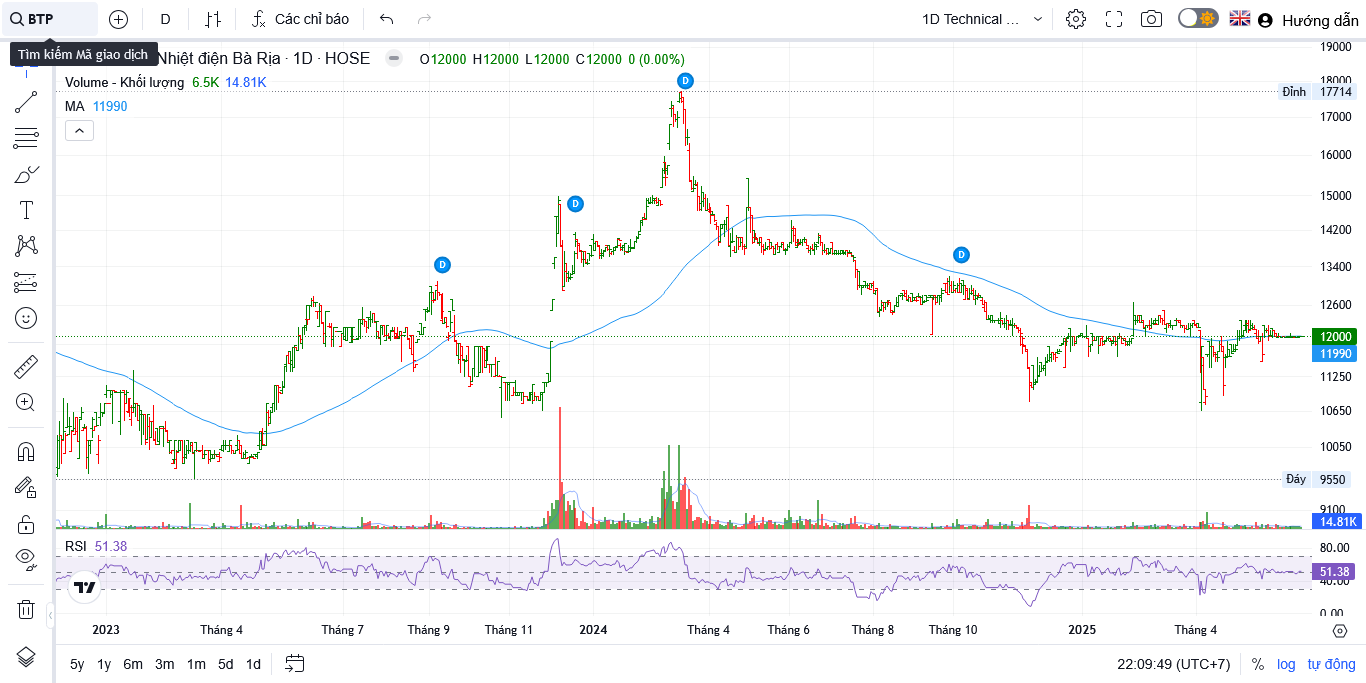 BTP
D
Các chỉ báo
1D Technical ...
Hướng dẫn
Tìm kiếm Mã giao dịch
Nhiệt điện Bà Rịa · 1D · HOSE
O12000 H12000 L12000 C12000 0 (0.00%)
Volume - Khối lượng 6.5K 14.81K
MA 11990
D
D
D
D
19000
18000
Đỉnh 17714
17000
16000
15000
14200
13400
12600
12000
11990
11250
10650
10050
Đáy 9550
9100
14.81K
RSI 51.38
80.00
51.38
40.00
0.00
2023 Tháng 4 Tháng 7 Tháng 9 Tháng 11 2024 Tháng 4 Tháng 6 Tháng 8 Tháng 10 2025 Tháng 4
5y 1y 6m 3m 1m 5d 1d
22:09:49 (UTC+7) % log tự động